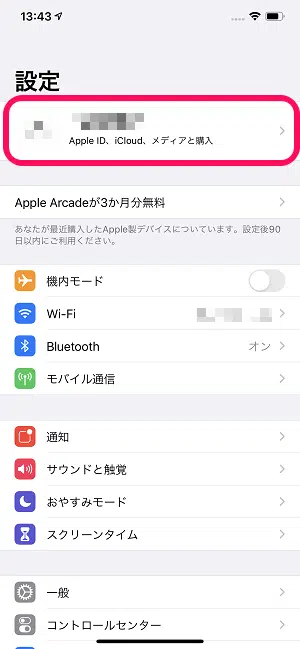 13:43
設定
Apple ID、iCloud、メディアと購入
Apple Arcadeが3か月分無料
あなたが最近購入したApple製デバイスについています。設定後90
日以内にご利用ください。
機内モード
Wi-Fi
Bluetooth オン
モバイル通信
通知
サウンドと触覚
おやすみモード
スクリーンタイム
一般
コントロールセンター